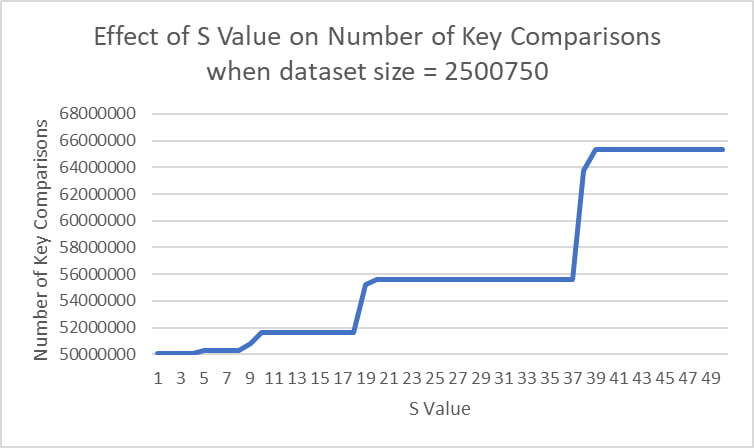 Effect of S Value on Number of Key Comparisons
when dataset size = 2500750
Number of Key Comparisons
68000000
66000000
64000000
62000000
60000000
58000000
56000000
54000000
52000000
50000000
1 3 5 7 9 11 13 15 17 19 21 23 25 27 29 31 33 35 37 39 41 43 45 47 49
S Value